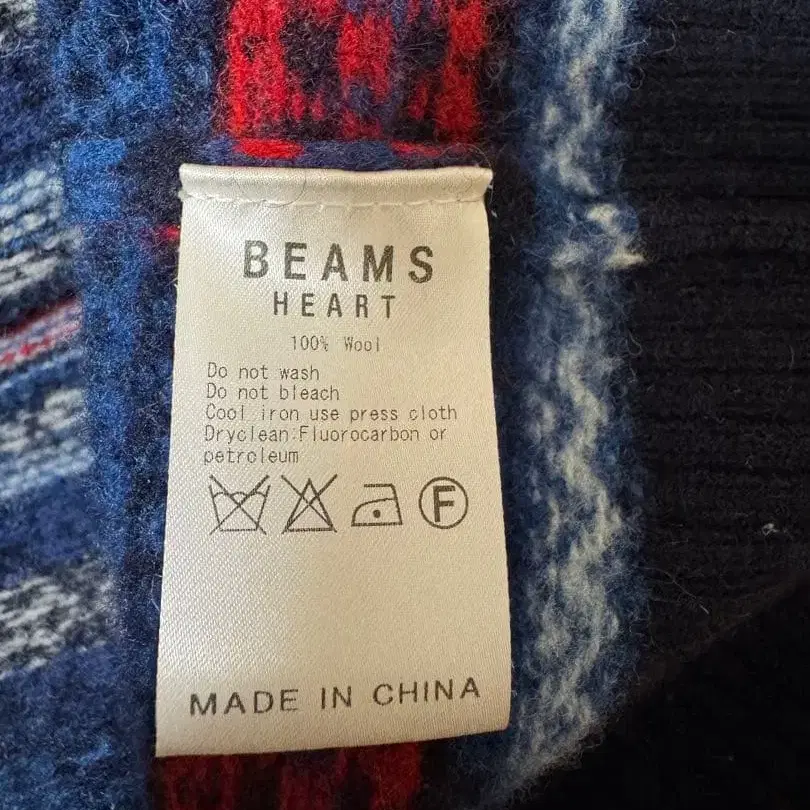 BEAMS
HEART
100% Wool
Do not wash
Do not bleach
Cool iron use press cloth
Dryclean:Fluorocarbon or
petroleum
F
MADE IN CHINA